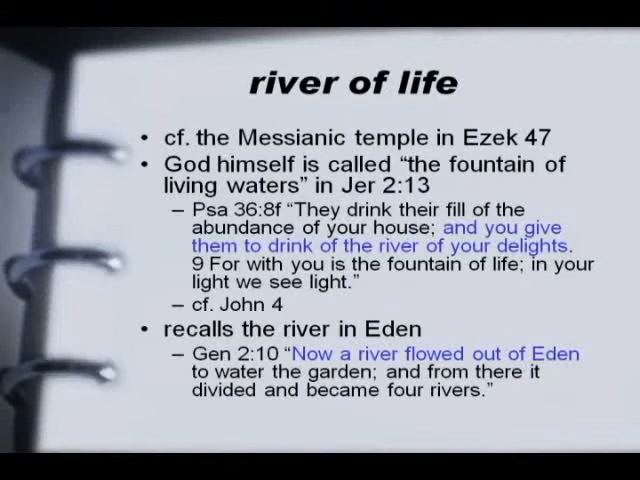 river of life
• cf. the Messianic temple in Ezek 47
• God himself is called “the fountain of
living waters” in Jer 2:13
– Psa 36:8f “They drink their fill of the
abundance of your house; and you give
them to drink of the river of your delights.
9 For with you is the fountain of life; in your
light we see light.”
– cf. John 4
• recalls the river in Eden
– Gen 2:10 “Now a river flowed out of Eden
to water the garden; and from there it
divided and became four rivers.”